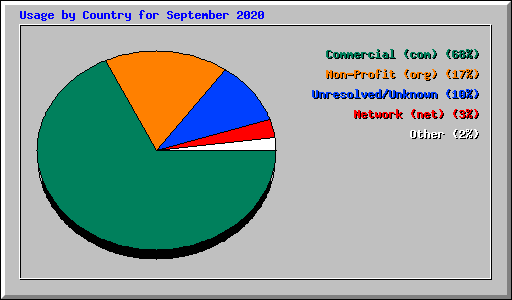 Usage by Country for September 2020
Commercial (com) (68%)
Non-Profit (org) (17%)
Unresolved/Unknown (10%)
Network (net) (3%)
Other (2%)